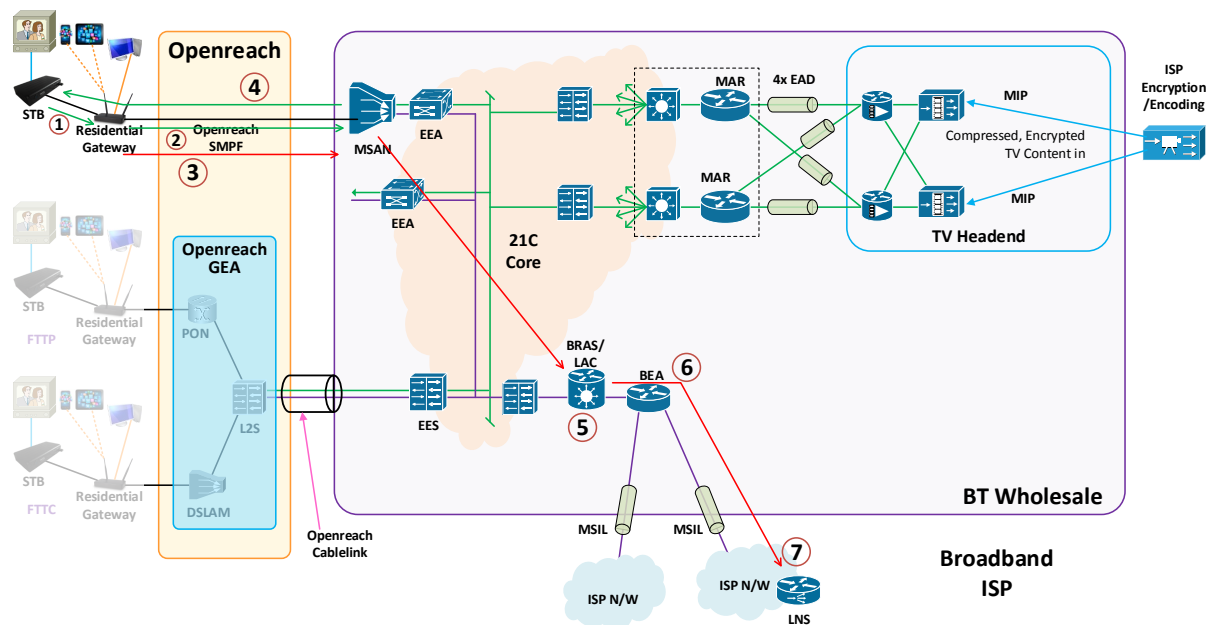 Openreach
4
STB
1
Residential
Gateway
2
Openreach
SMPF
3
MSAN
EEA
EEA
21C
Core
MAR
4x EAD
MAR
TV Headend
MIP
Compressed, Encrypted
TV Content in
MIP
ISP
Encryption
/Encoding
STB
Residential
Gateway
FTTP
Openreach
GEA
PON
L2S
DSLAM
STB
Residential
Gateway
FTTC
Openreach
Cablelink
EES
BRAS/
LAC
5
BEA
6
BT Wholesale
MSIL
MSIL
ISP N/W
ISP N/W
7
LNS
Broadband
ISP